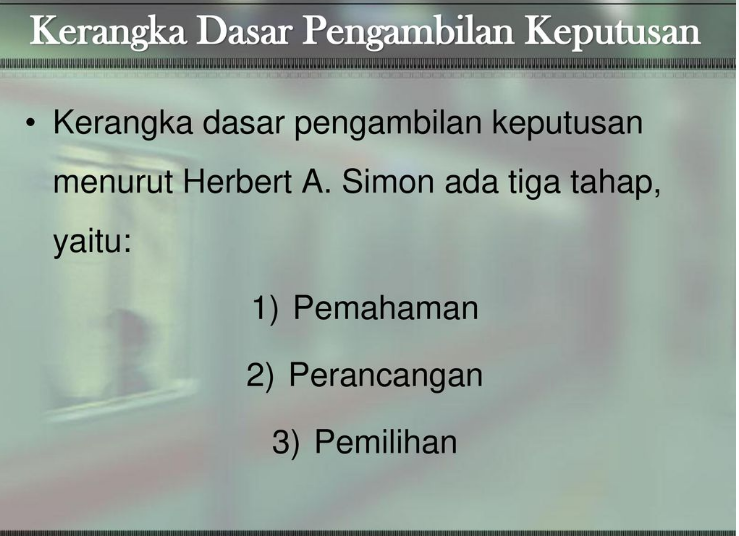 Kerangka Dasar Pengambilan Keputusan
• Kerangka dasar pengambilan keputusan
menurut Herbert A. Simon ada tiga tahap,
yaitu:
1) Pemahaman
2) Perancangan
3) Pemilihan